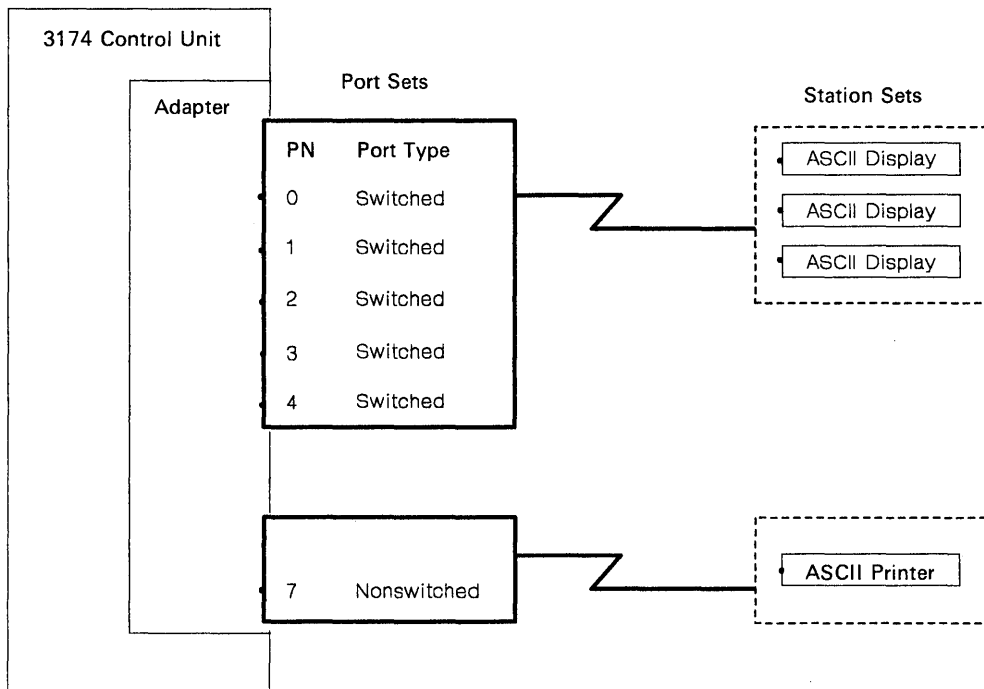 3174 Control Unit
Adapter
Port Sets
PN Port Type
0 Switched
1 Switched
2 Switched
3 Switched
4 Switched
7 Nonswitched
Station Sets
ASCII Display
ASCII Display
ASCII Display
ASCII Printer